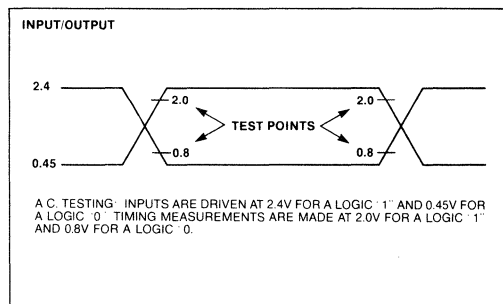 INPUT/OUTPUT
2.4
2.0
2.0
TEST POINTS
0.8
0.8
0.45
A C. TESTING· INPUTS ARE DRIVEN AT 2.4V FOR A LOGIC ˙1¨ AND 0.45V FOR
A LOGIC ˙0˙ TIMING MEASUREMENTS ARE MADE AT 2.0V FOR A LOGIC ˙1¨
AND 0.8V FOR A LOGIC ˙0.